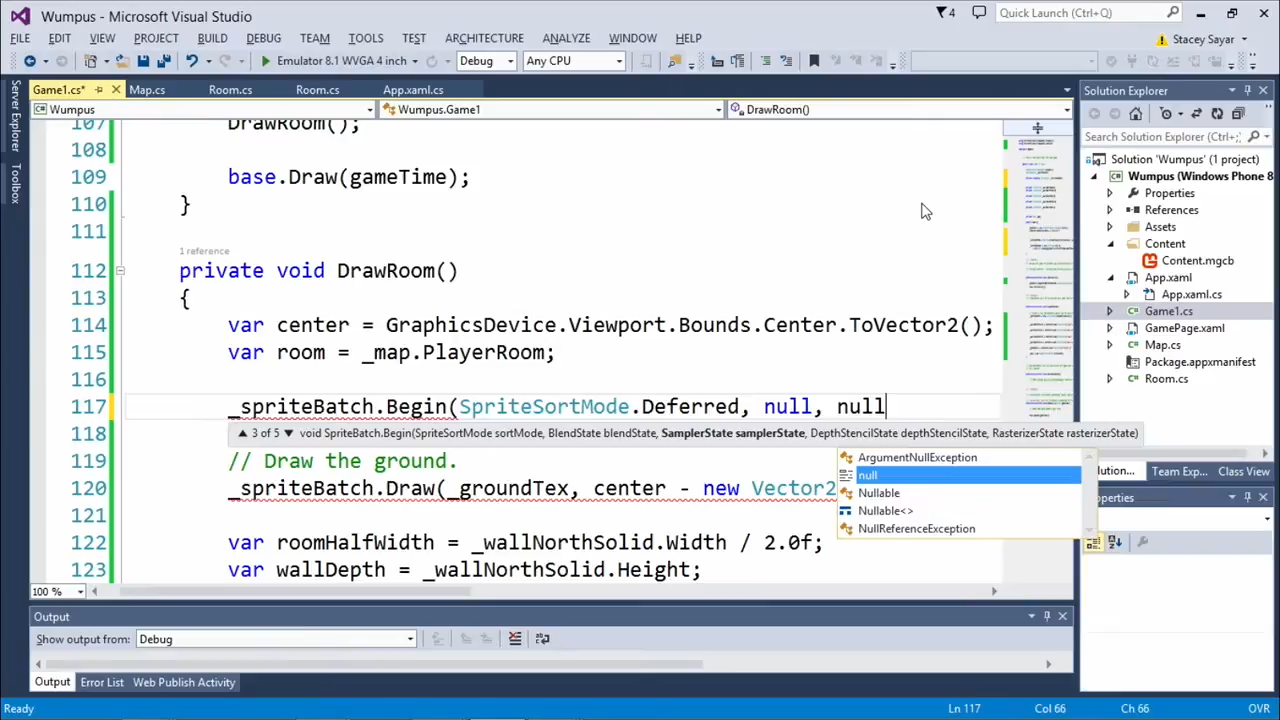 Wumpus - Microsoft Visual Studio
4
Quick Launch (Ctrl+Q)
FILE EDIT VIEW PROJECT BUILD DEBUG TEAM TOOLS TEST ARCHITECTURE ANALYZE WINDOW HELP
Stacey Sayar
Emulator 8.1 WVGA 4 inch
Debug
Any CPU
Server Explorer
Toolbox
Game1.cs*
Map.cs
Room.cs
Room.cs
App.xaml.cs
Wumpus
Wumpus.Game1
DrawRoom()
107 DrawRoom();
108
109 base.Draw(gameTime);
110 }
111
1 reference
112 private void DrawRoom()
113 {
114 var center = GraphicsDevice.Viewport.Bounds.Center.ToVector2();
115 var room = _map.PlayerRoom;
116
117 _spriteBatch.Begin(SpriteSortMode Deferred, null, null
3 of 5 void SpriteBatch.Begin(SpriteSortMode sortMode, BlendState blendState, SamplerState samplerState, DepthStencilState depthStencilState, RasterizerState rasterizerState)
118
119 // Draw the ground.
120 _spriteBatch.Draw(_groundTex, center - new Vector2
121
122 var roomHalfWidth = _wallNorthSolid.Width / 2.0f;
123 var wallDepth = _wallNorthSolid.Height;
ArgumentNullException
null
Nullable
Nullable<>
NullReferenceException
100 %
Solution Explorer
Search Solution Explorer (Ctrl+;)
Solution 'Wumpus' (1 project)
Wumpus (Windows Phone 8
Properties
References
Assets
Content
Content.mgcb
App.xaml
App.xaml.cs
Game1.cs
GamePage.xaml
Map.cs
Package.appxmanifest
Room.cs
olution...
Team Exp...
Class View
roperties
Output
Show output from:
Debug
Output
Error List
Web Publish Activity
Ready
Ln 117
Col 66
Ch 66
OVR